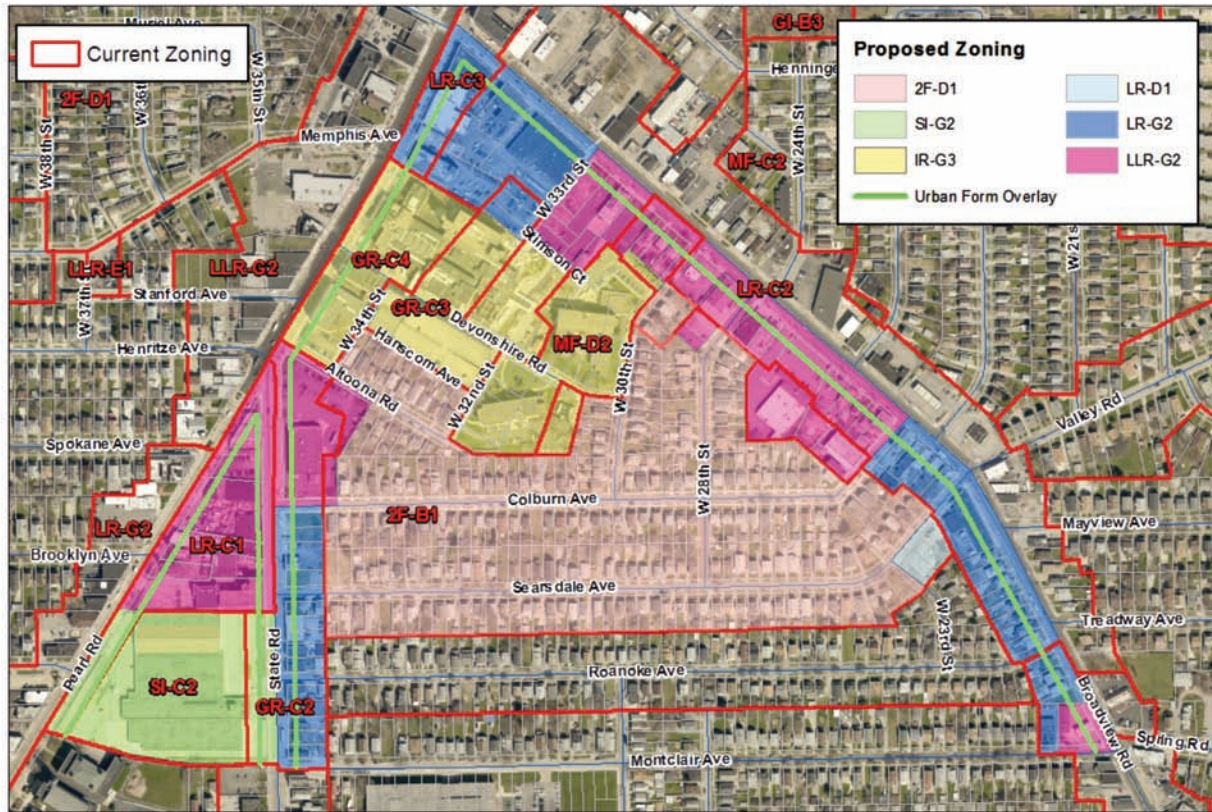 Current Zoning
Proposed Zoning
2F-D1
SI-G2
IR-G3
LR-D1
LR-G2
LLR-G2
Urban Form Overlay
GI-B3
Muriel Ave
W 38th St
W 36th
W 35th St
2F-D1
Memphis Ave
LR-C3
Henninge
W 24th St
MF-C2
W 21s
W 33rd St
Stimson Ct
LLR-E1
LLR-G2
W 37th St
Stanford Ave
Henritze Ave
GR-C4
GR-C3
W 34th St
Hanscom Ave
Devonshire Rd
W 32nd St
MF-D2
W 30th St
LR-C2
Altoona Rd
Spokane Ave
Valley Rd
W 28th St
Colburn Ave
2F-B1
LR-G2
LR-C1
Brooklyn Ave
Mayview Ave
Searsdale Ave
W 23rd St
Treadway Ave
Pearl Rd
State Rd
SI-C2
GR-C2
Roanoke Ave
Broadview Rd
Spring Rd
Montclair Ave